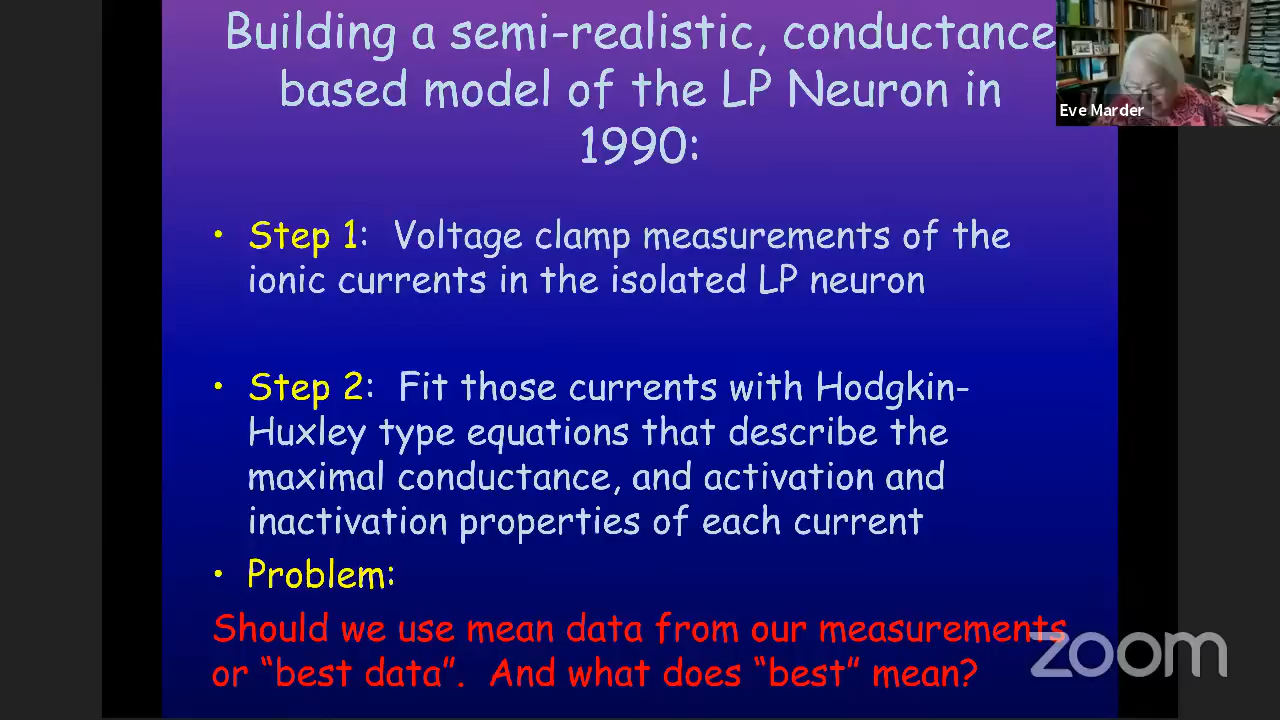 Building a semi-realistic, conductance
based model of the LP Neuron in
1990:
Eve Marder
• Step 1: Voltage clamp measurements of the
ionic currents in the isolated LP neuron
• Step 2: Fit those currents with Hodgkin-
Huxley type equations that describe the
maximal conductance, and activation and
inactivation properties of each current
• Problem:
Should we use mean data from our measurements
or “best data”. And what does “best” mean?
zoom